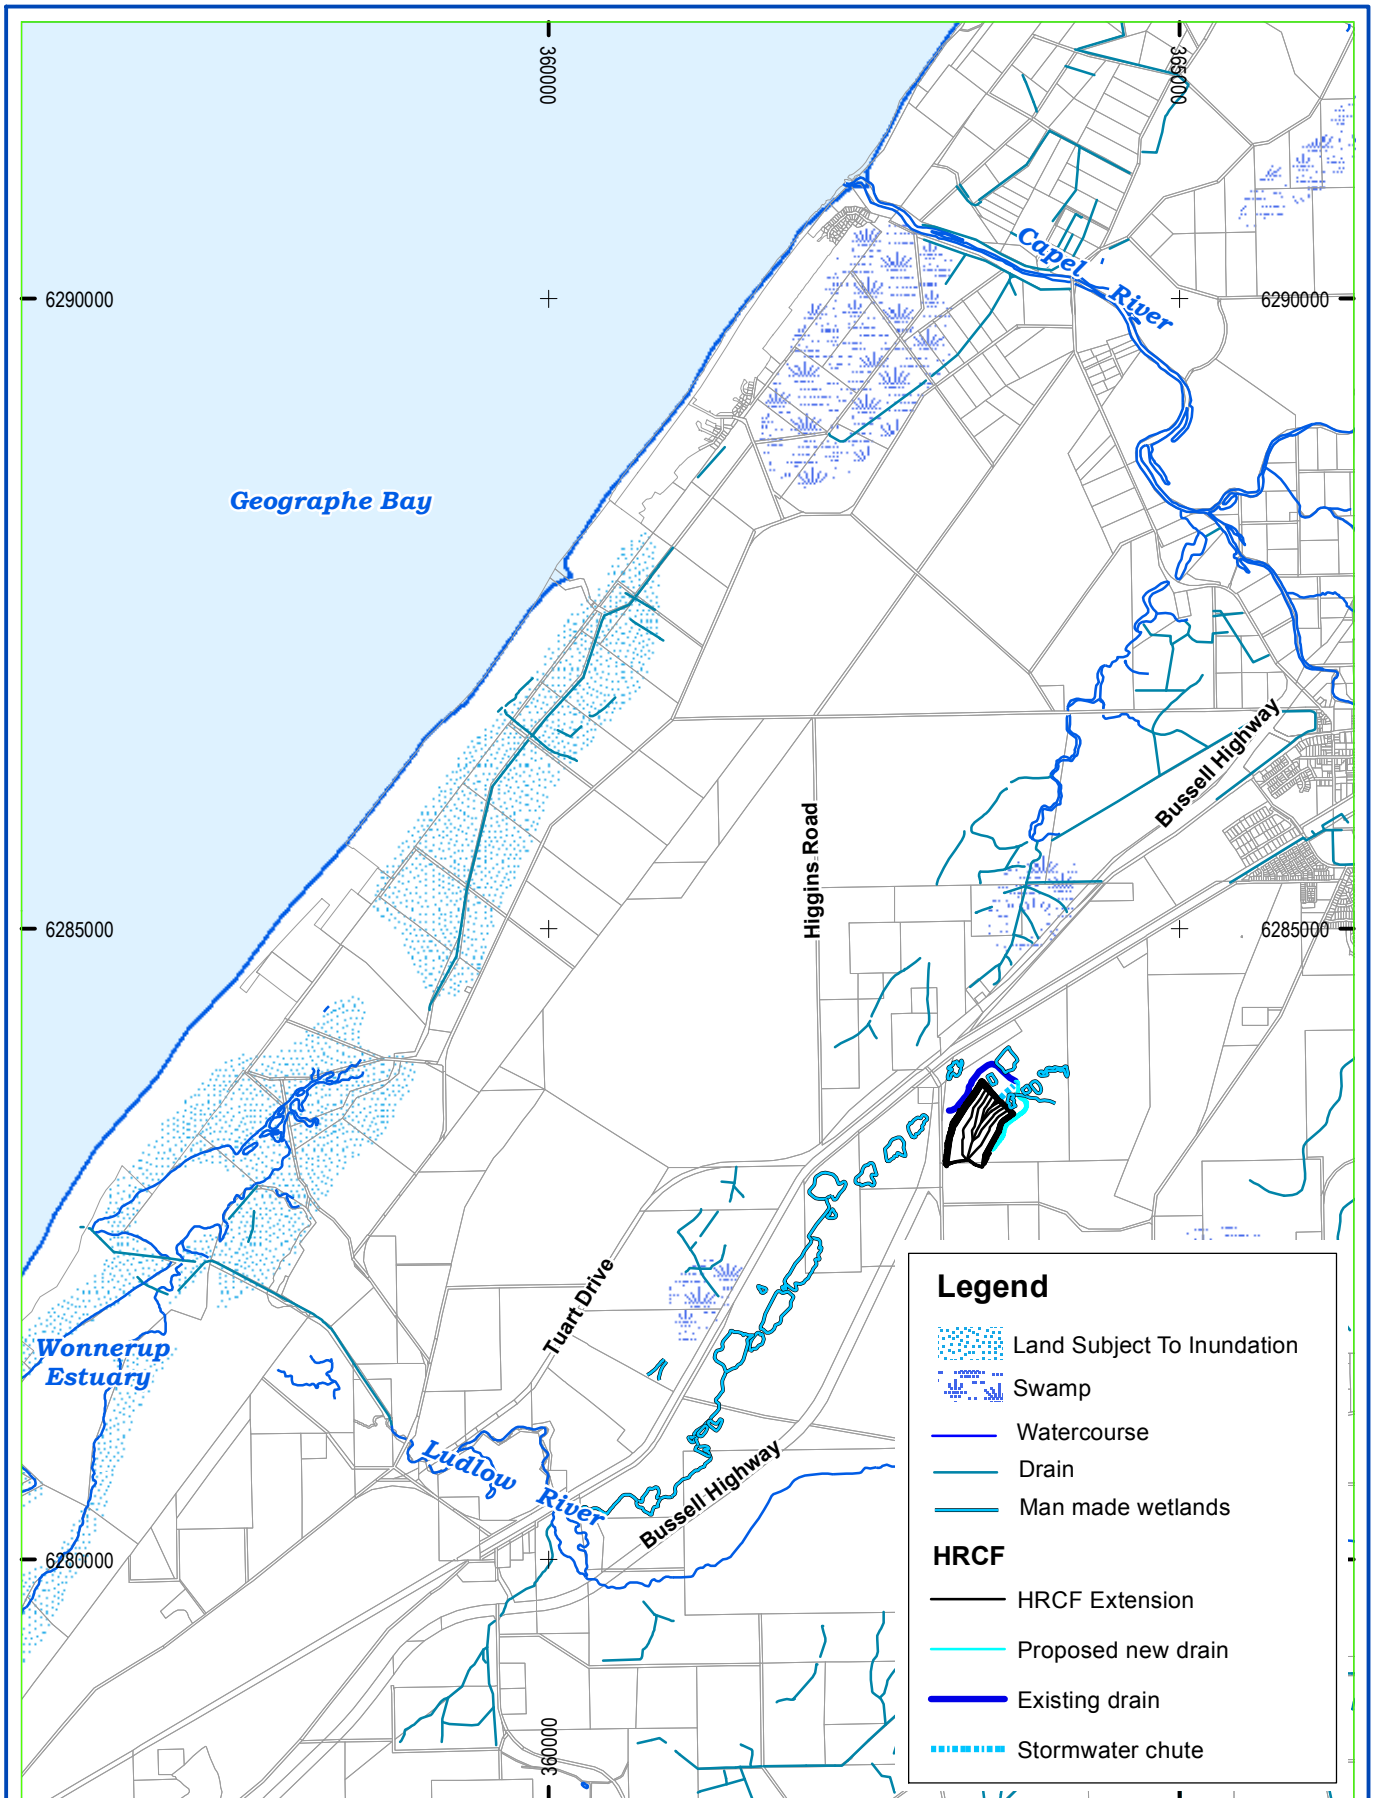 360000
365000
Capel
River
6290000
6290000
Geographe Bay
Bussell Highway
Higgins Road
6285000
6285000
Tuart Drive
Wonnerup
Estuary
Ludlow
River
Bussell Highway
6280000
360000
Legend
Land Subject To Inundation
Swamp
Watercourse
Drain
Man made wetlands
HRCF
HRCF Extension
Proposed new drain
Existing drain
Stormwater chute